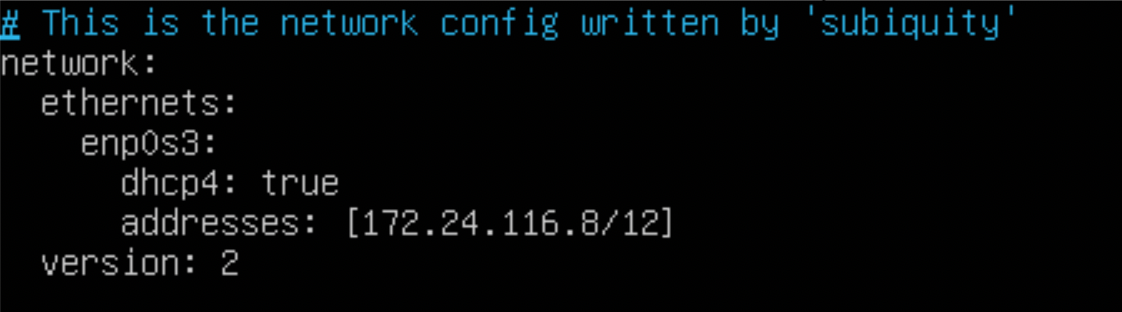 # This is the network config written by 'subiquity'
network:
  ethernets:
    enp0s3:
      dhcp4: true
      addresses: [172.24.116.8/12]
  version: 2